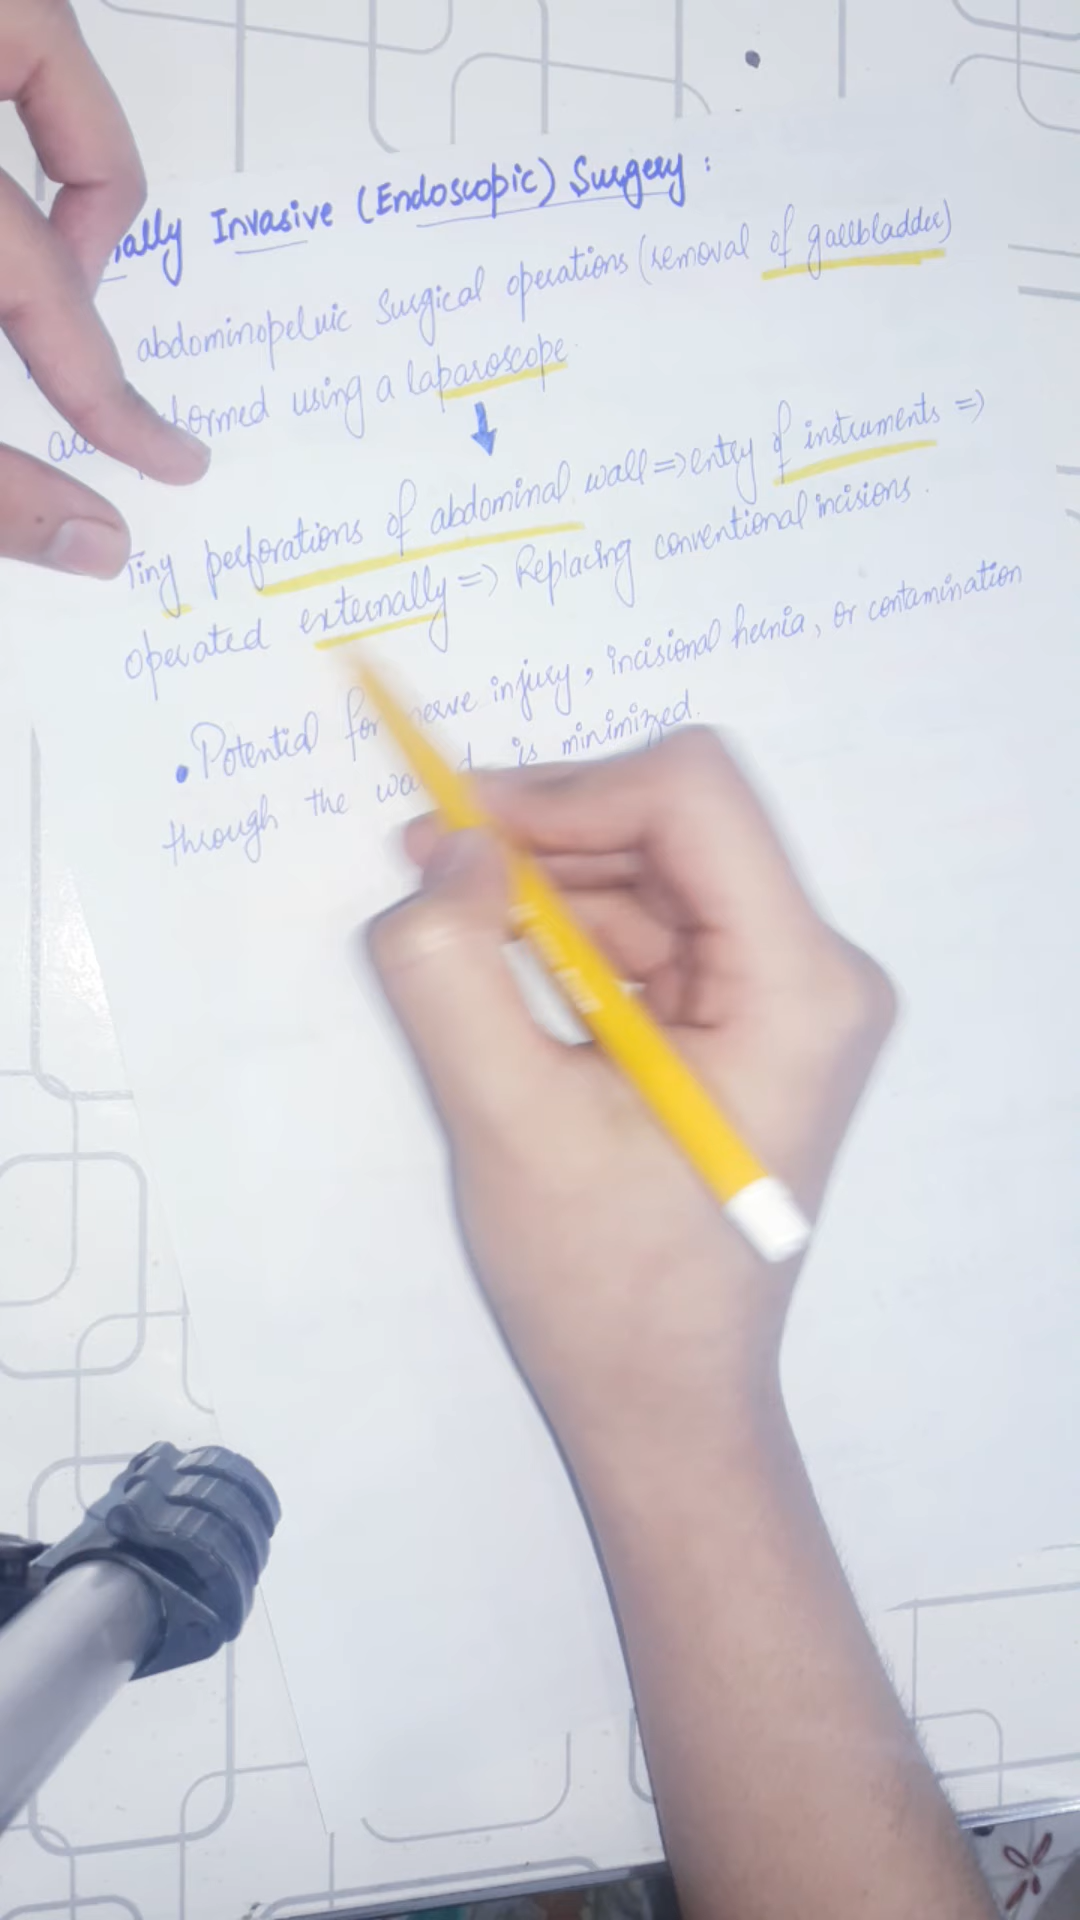 Invasive (Endoscopic) Surgery :
abdominopelvic Surgical operations (removal of gallbladder)
using a laparoscope.
Tiny perforations of abdominal wall => entry of instruments =>
operated externally => Replacing conventional incisions.
• Potential for nerve injury, incisional hernia, or contamination
through the is minimized.